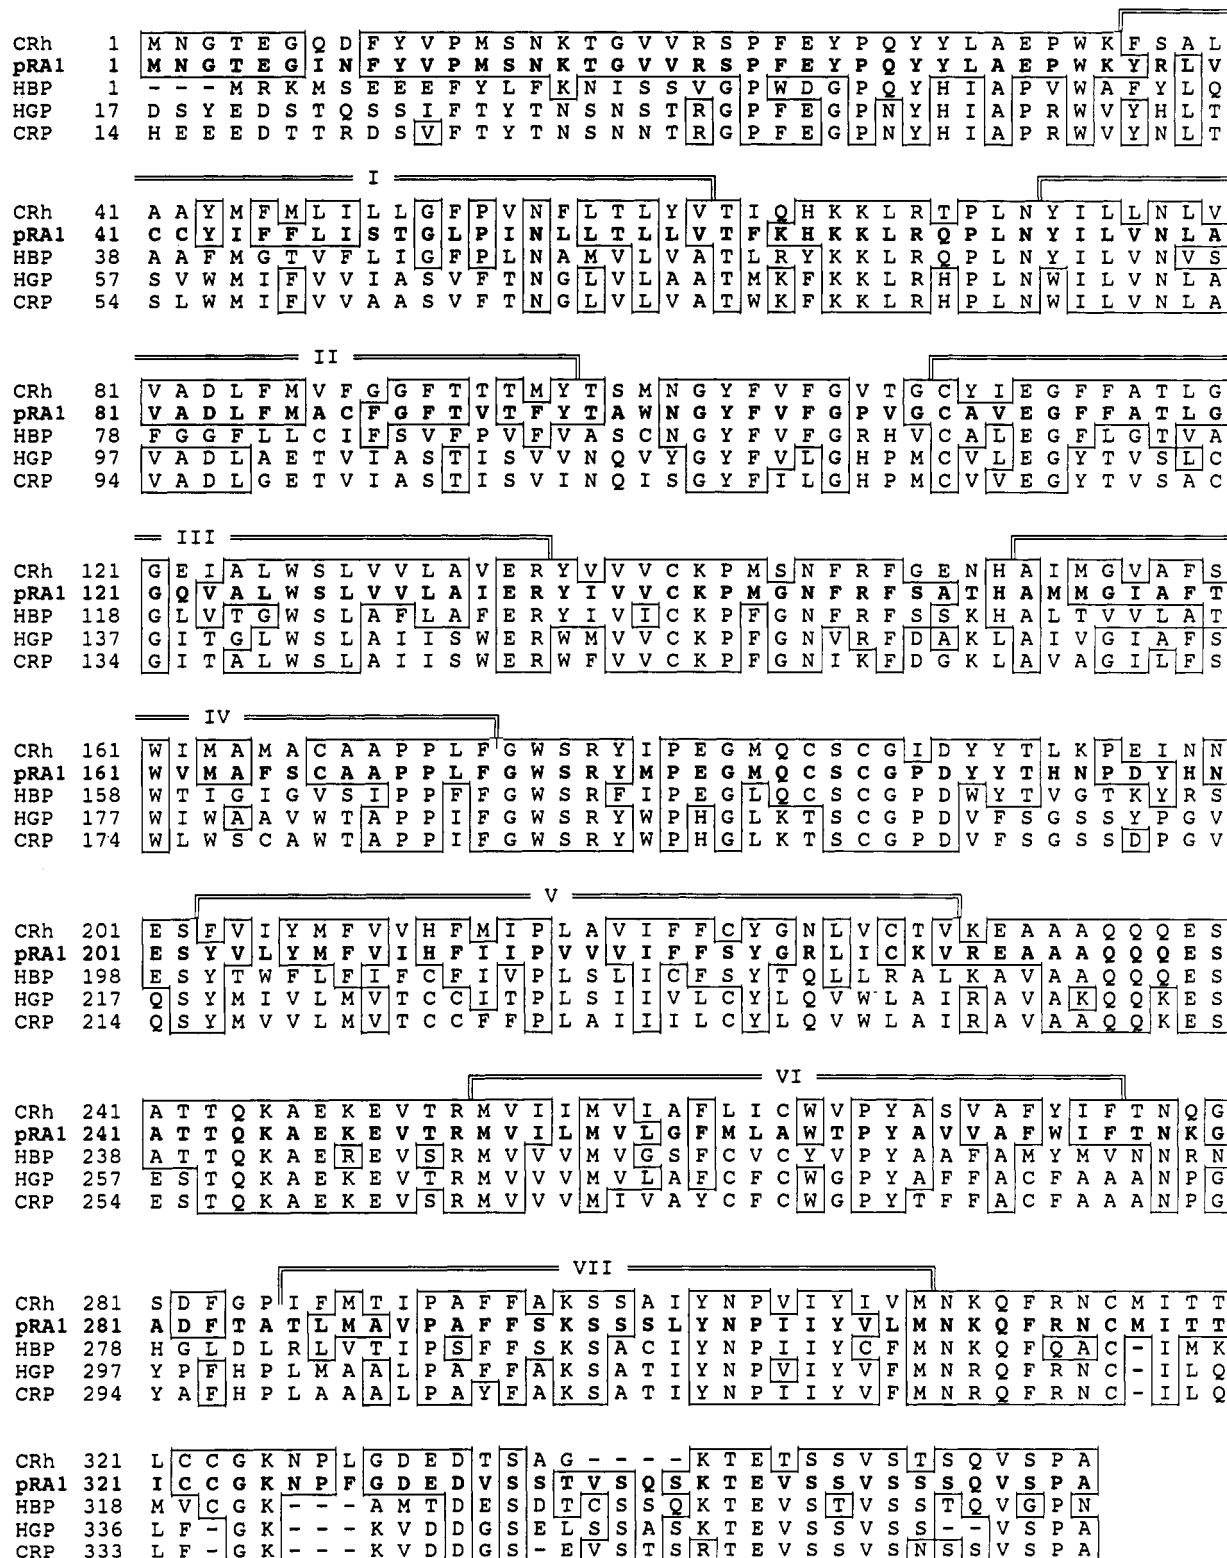 CRh 1 M N G T E G Q D F Y V P M S N K T G V V R S P F E Y P Q Y Y L A E P W K F S A L
pRA1 1 M N G T E G I N F Y V P M S N K T G V V R S P F E Y P Q Y Y L A E P W K Y R L V
HBP 1 - - - M R K M S E E E F Y L F K N I S S V G P W D G P Q Y H I A P V W A F Y L Q
HGP 17 D S Y E D S T Q S S I F T Y T N S N S T R G P F E G P N Y H I A P R W V Y H L T
CRP 14 H E E E D T T R D S V F T Y T N S N N T R G P F E G P N Y H I A P R W V Y N L T
I
CRh 41 A A Y M F M L I L L G F P V N F L T L Y V T I Q H K K L R T P L N Y I L L N L V
pRA1 41 C C Y I F F L I S T G L P I N L L T L L V T F K H K K L R Q P L N Y I L V N L A
HBP 38 A A F M G T V F L I G F P L N A M V L V A T L R Y K K L R Q P L N Y I L V N V S
HGP 57 S V W M I F V V I A S V F T N G L V L A A T M K F K K L R H P L N W I L V N L A
CRP 54 S L W M I F V V A A S V F T N G L V L V A T W K F K K L R H P L N W I L V N L A
II
CRh 81 V A D L F M V F G G F T T T M Y T S M N G Y F V F G V T G C Y I E G F F A T L G
pRA1 81 V A D L F M A C F G F T V T F Y T A W N G Y F V F G P V G C A V E G F F A T L G
HBP 78 F G G F L L C I F S V F P V F V A S C N G Y F V F G R H V C A L E G F L G T V A
HGP 97 V A D L A E T V I A S T I S V V N Q V Y G Y F V L G H P M C V L E G Y T V S L C
CRP 94 V A D L G E T V I A S T I S V I N Q I S G Y F I L G H P M C V V E G Y T V S A C
III
CRh 121 G E I A L W S L V V L A V E R Y V V V C K P M S N F R F G E N H A I M G V A F S
pRA1 121 G Q V A L W S L V V L A I E R Y I V V C K P M G N F R F S A T H A M M G I A F T
HBP 118 G L V T G W S L A F L A F E R Y I V I C K P F G N F R F S S K H A L T V V L A T
HGP 137 G I T G L W S L A I I S W E R W M V V C K P F G N V R F D A K L A I V G I A F S
CRP 134 G I T A L W S L A I I S W E R W F V V C K P F G N I K F D G K L A V A G I L F S
IV
CRh 161 W I M A M A C A A P P L F G W S R Y I P E G M Q C S C G I D Y Y T L K P E I N N
pRA1 161 W V M A F S C A A P P L F G W S R Y M P E G M Q C S C G P D Y Y T H N P D Y H N
HBP 158 W T I G I G V S I P P F F G W S R F I P E G L Q C S C G P D W Y T V G T K Y R S
HGP 177 W I W A A V W T A P P I F G W S R Y W P H G L K T S C G P D V F S G S S Y P G V
CRP 174 W L W S C A W T A P P I F G W S R Y W P H G L K T S C G P D V F S G S S D P G V
V
CRh 201 E S F V I Y M F V V H F M I P L A V I F F C Y G N L V C T V K E A A A Q Q Q E S
pRA1 201 E S Y V L Y M F V I H F I I P V V V I F F S Y G R L I C K V R E A A A Q Q Q E S
HBP 198 E S Y T W F L F I F C F I V P L S L I C F S Y T Q L L R A L K A V A A Q Q Q E S
HGP 217 Q S Y M I V L M V T C C I T P L S I I V L C Y L Q V W L A I R A V A K Q Q K E S
CRP 214 Q S Y M V V L M V T C C F F P L A I I I L C Y L Q V W L A I R A V A A Q Q K E S
VI
CRh 241 A T T Q K A E K E V T R M V I I M V I A F L I C W V P Y A S V A F Y I F T N Q G
pRA1 241 A T T Q K A E K E V T R M V I L M V L G F M L A W T P Y A V V A F W I F T N K G
HBP 238 A T T Q K A E R E V S R M V V V M V G S F C V C Y V P Y A A F A M Y M V N N R N
HGP 257 E S T Q K A E K E V T R M V V V M V L A F C F C W G P Y A F F A C F A A A N P G
CRP 254 E S T Q K A E K E V S R M V V V M I V A Y C F C W G P Y T F F A C F A A A N P G
VII
CRh 281 S D F G P I F M T I P A F F A K S S A I Y N P V I Y I V M N K Q F R N C M I T T
pRA1 281 A D F T A T L M A V P A F F S K S S S L Y N P I I Y V L M N K Q F R N C M I T T
HBP 278 H G L D L R L V T I P S F F S K S A C I Y N P I I Y C F M N K Q F Q A C - I M K
HGP 297 Y P F H P L M A A L P A F F A K S A T I Y N P V I Y V F M N R Q F R N C - I L Q
CRP 294 Y A F H P L A A A L P A Y F A K S A T I Y N P I I Y V F M N R Q F R N C - I L Q
CRh 321 L C C G K N P L G D E D T S A G - - - - K T E T S S V S T S Q V S P A
pRA1 321 I C C G K N P F G D E D V S S T V S Q S K T E V S S V S S S Q V S P A
HBP 318 M V C G K - - - A M T D E S D T C S S Q K T E V S T V S S T Q V G P N
HGP 336 L F - G K - - - K V D D G S E L S S A S K T E V S S V S S - - V S P A
CRP 333 L F - G K - - - K V D D G S - E V S T S R T E V S S V S N S S V S P A